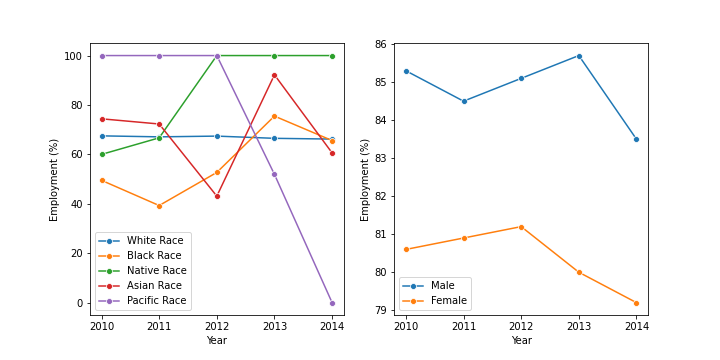 100
80
60
40
20
0
Employment (%)
2010 2011 2012 2013 2014
Year
White Race
Black Race
Native Race
Asian Race
Pacific Race
86
85
84
83
82
81
80
79
Employment (%)
2010 2011 2012 2013 2014
Year
Male
Female